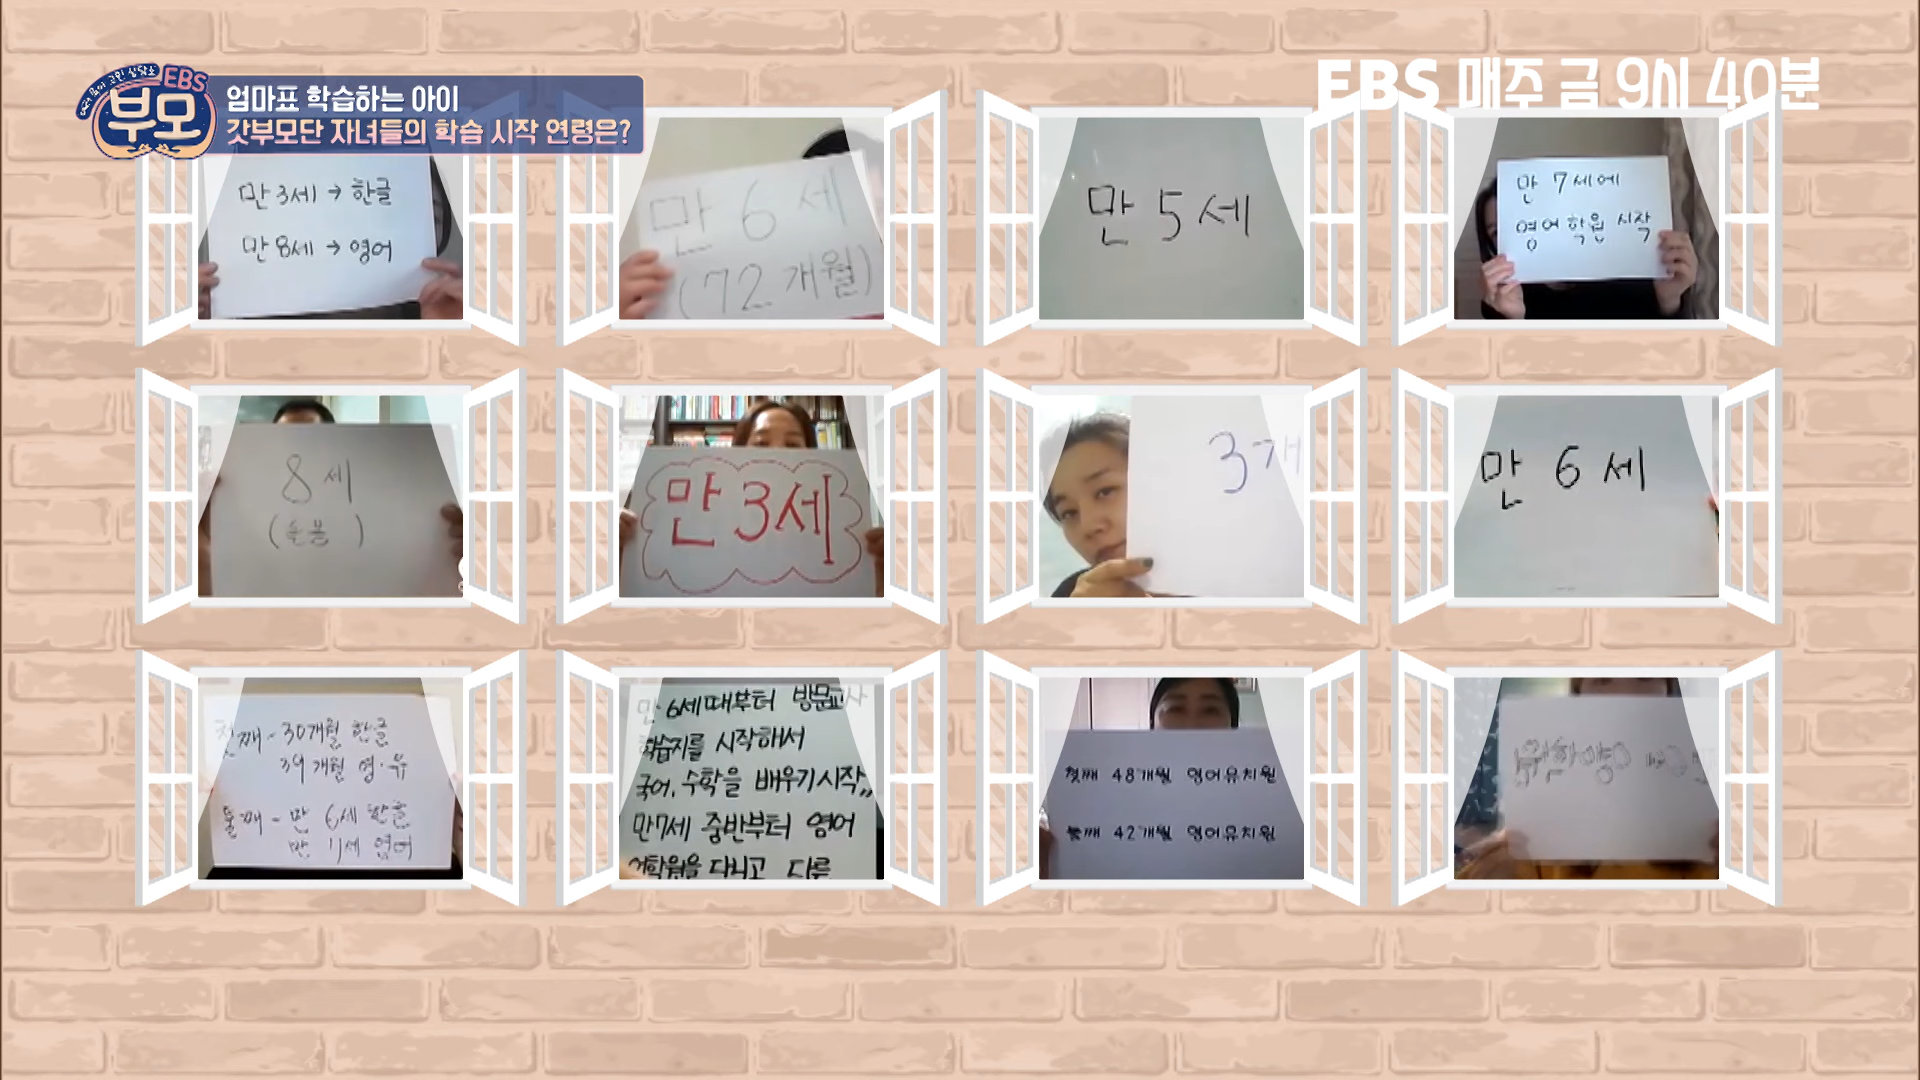 EBS 부모
엄마표 학습하는 아이
갓부모단 자녀들의 학습 시작 연령은?
EBS 매주 금 9시 40분
만 3세 → 한글
만 8세 → 영어
만 6 세
(72 개월)
만 5 세
만 7세에
영어 학원 시작
8 세
만 3세
3개
만 6 세
첫째 - 30개월 한글
39개월 영·유
둘째 - 만 6세 한글
만 세 영어
만 6세때부터 방문교사
학습지를 시작해서
국어, 수학을 배우기시작,,
만7세 중반부터 영어
학원을 다니고 다른
첫째 48개월 영어유치원
둘째 42개월 영어유치원